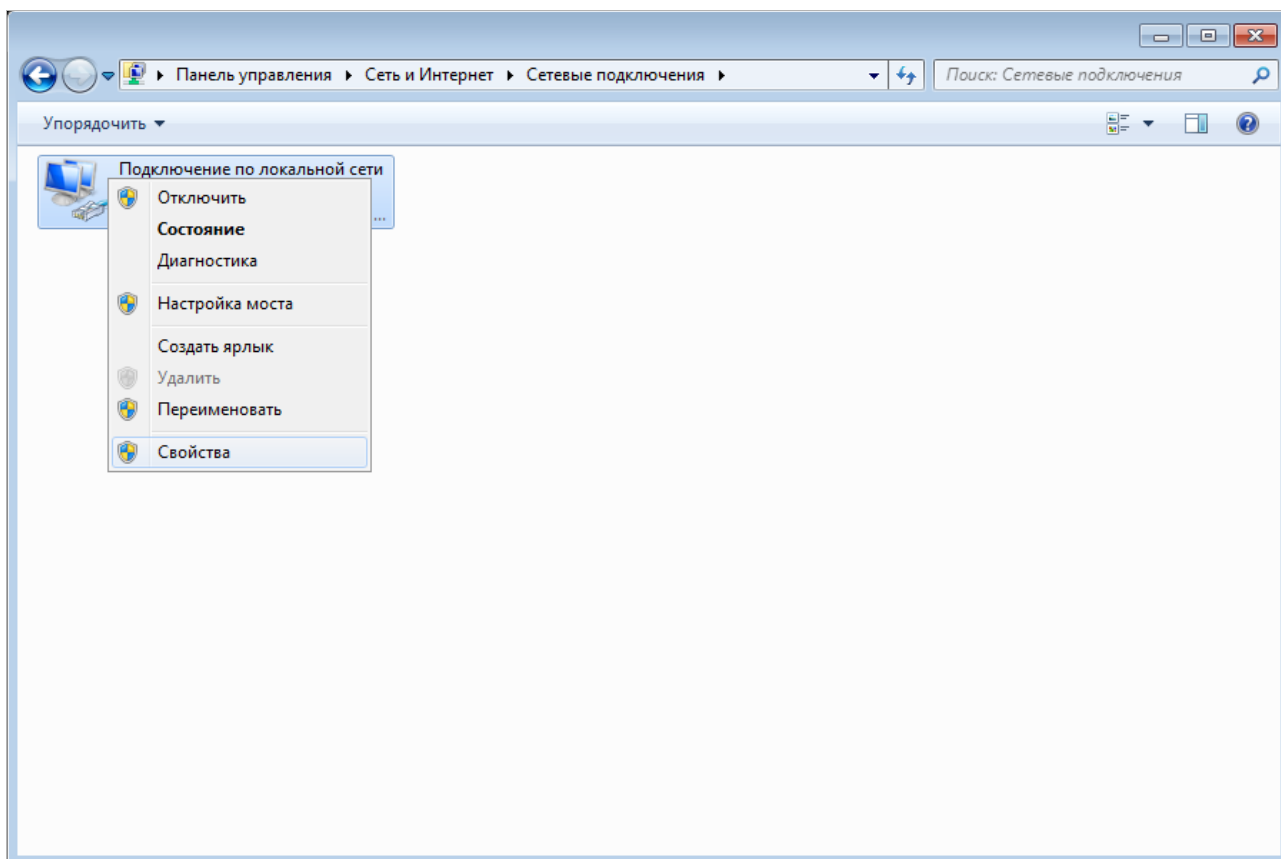 Панель управления Сеть и Интернет Сетевые подключения Поиск: Сетевые подключения
Упорядочить
Подключение по локальной сети
...
Отключить
Состояние
Диагностика
Настройка моста
Создать ярлык
Удалить
Переименовать
Свойства